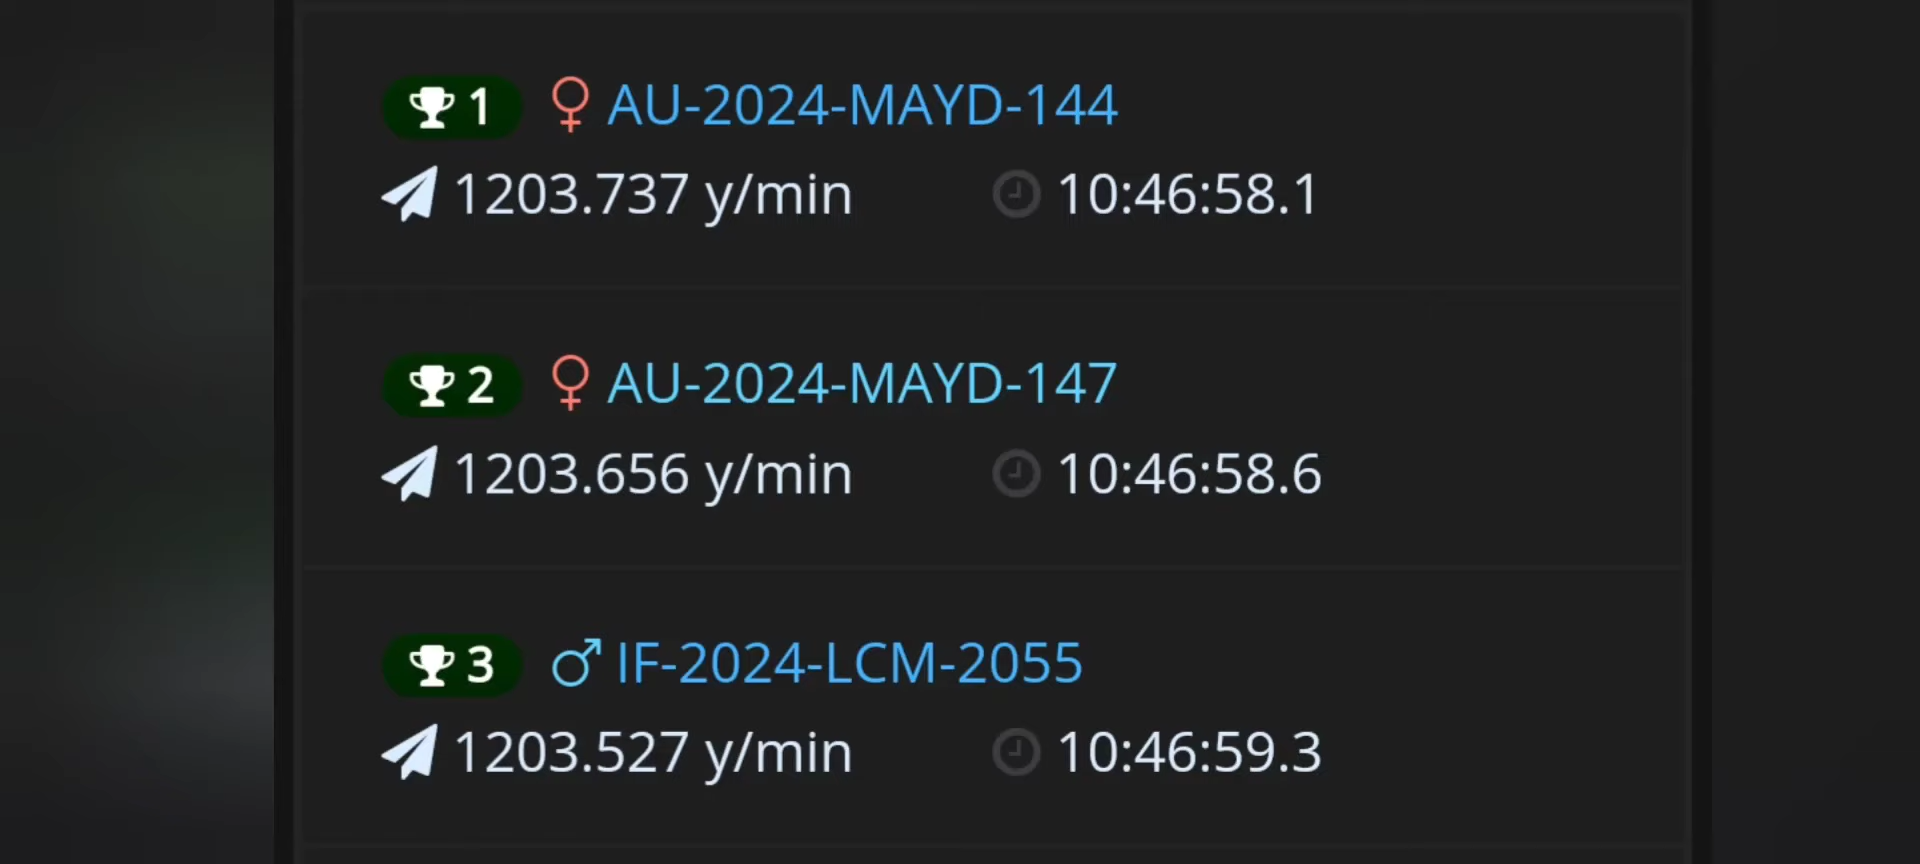 1 ♀ AU-2024-MAYD-144
1203.737 y/min 10:46:58.1
2 ♀ AU-2024-MAYD-147
1203.656 y/min 10:46:58.6
3 ♂ IF-2024-LCM-2055
1203.527 y/min 10:46:59.3